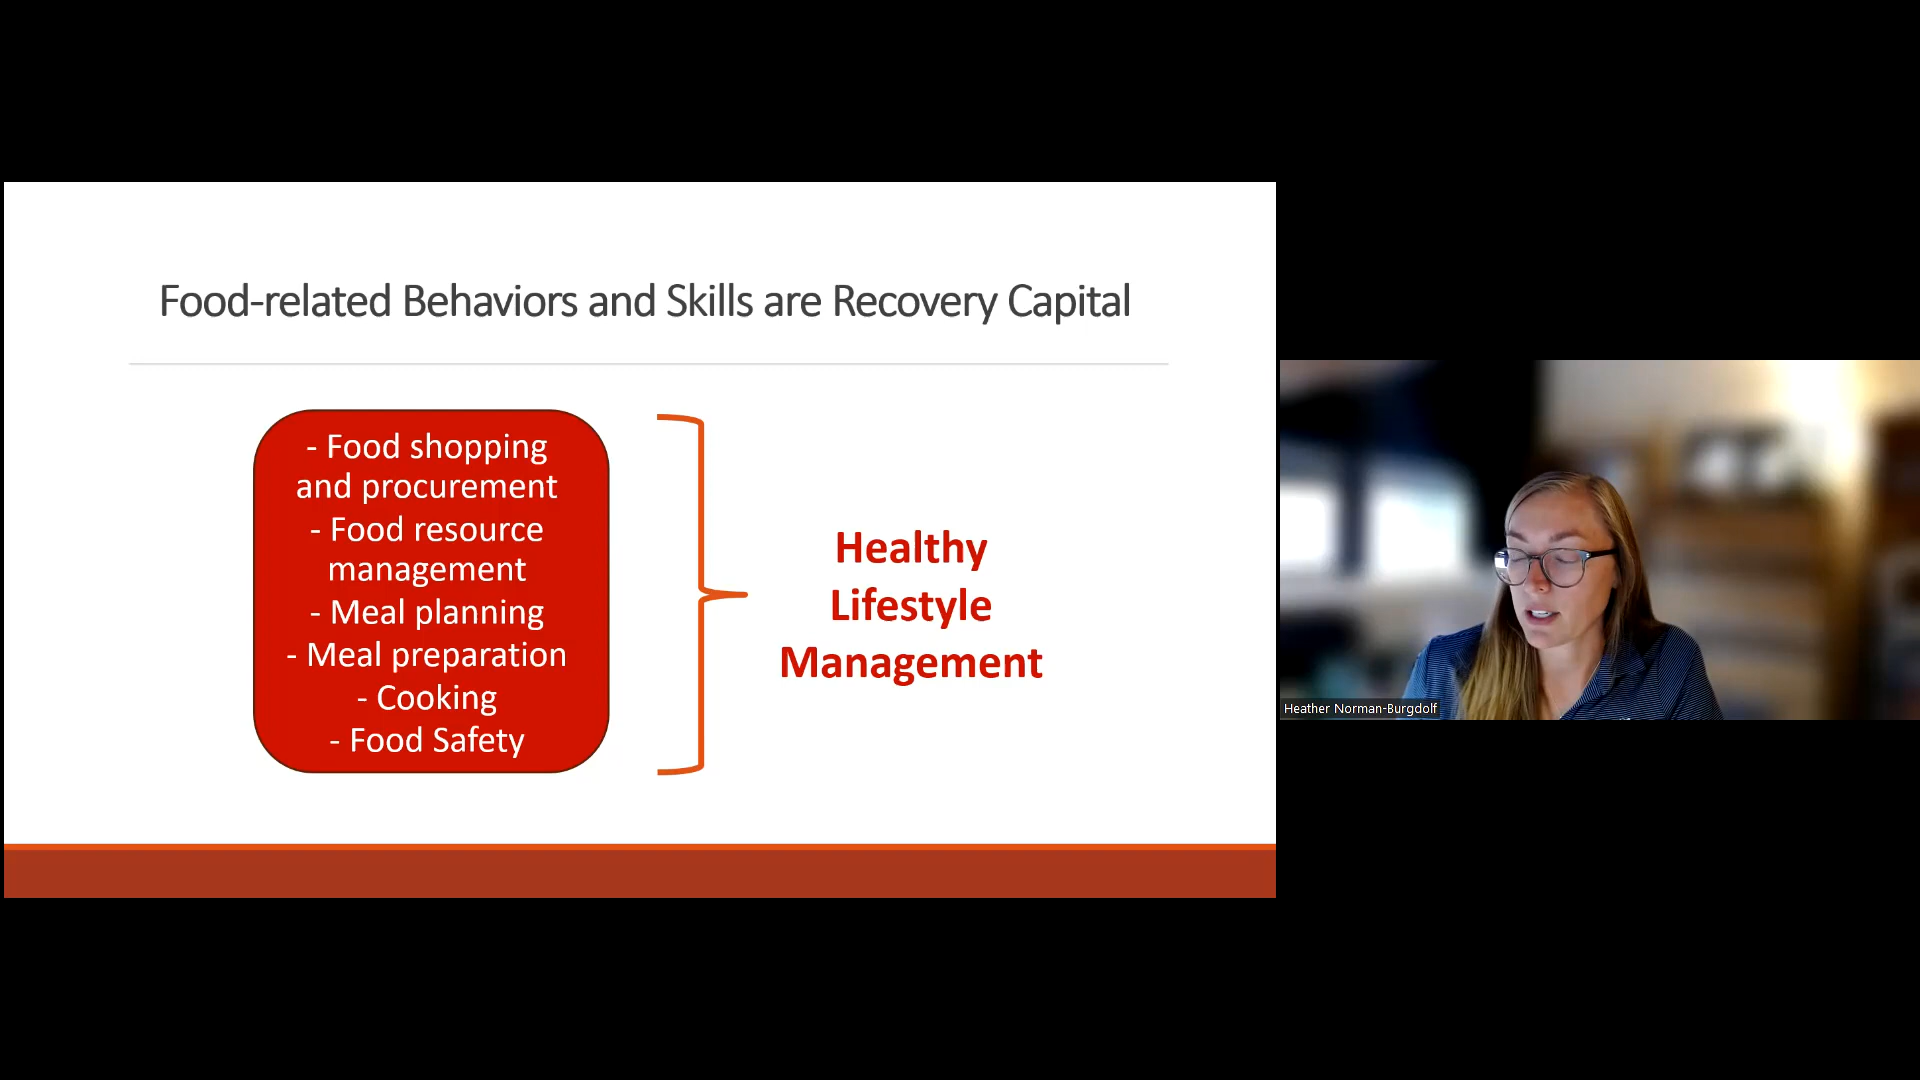 Food-related Behaviors and Skills are Recovery Capital
- Food shopping
and procurement
- Food resource
management
- Meal planning
- Meal preparation
- Cooking
- Food Safety
Healthy
Lifestyle
Management
Heather Norman-Burgdolf